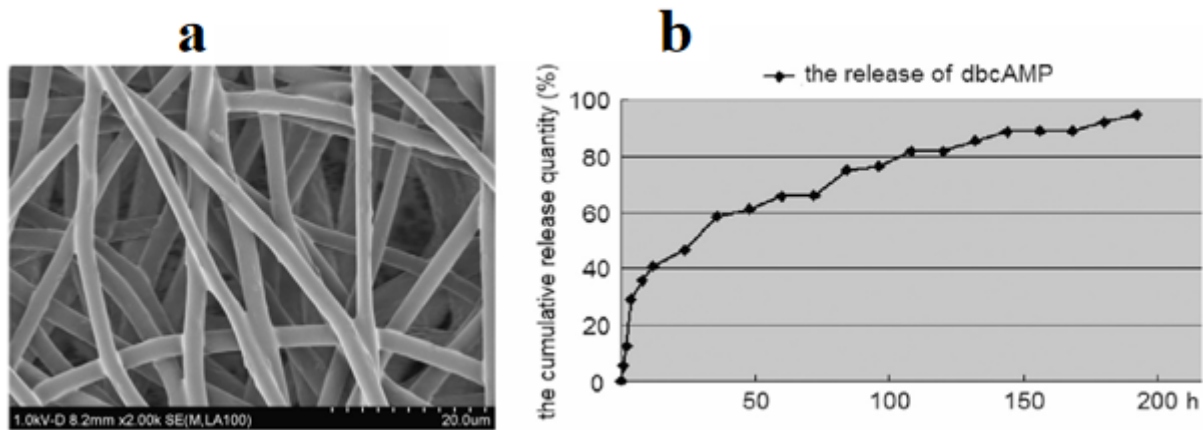 a
b
1.0kV-D 8.2mm x2.00k SE(M,LA100)
20.0um
the release of dbcAMP
the cumulative release quantity (%)
100
80
60
40
20
0
50
100
150
200 h